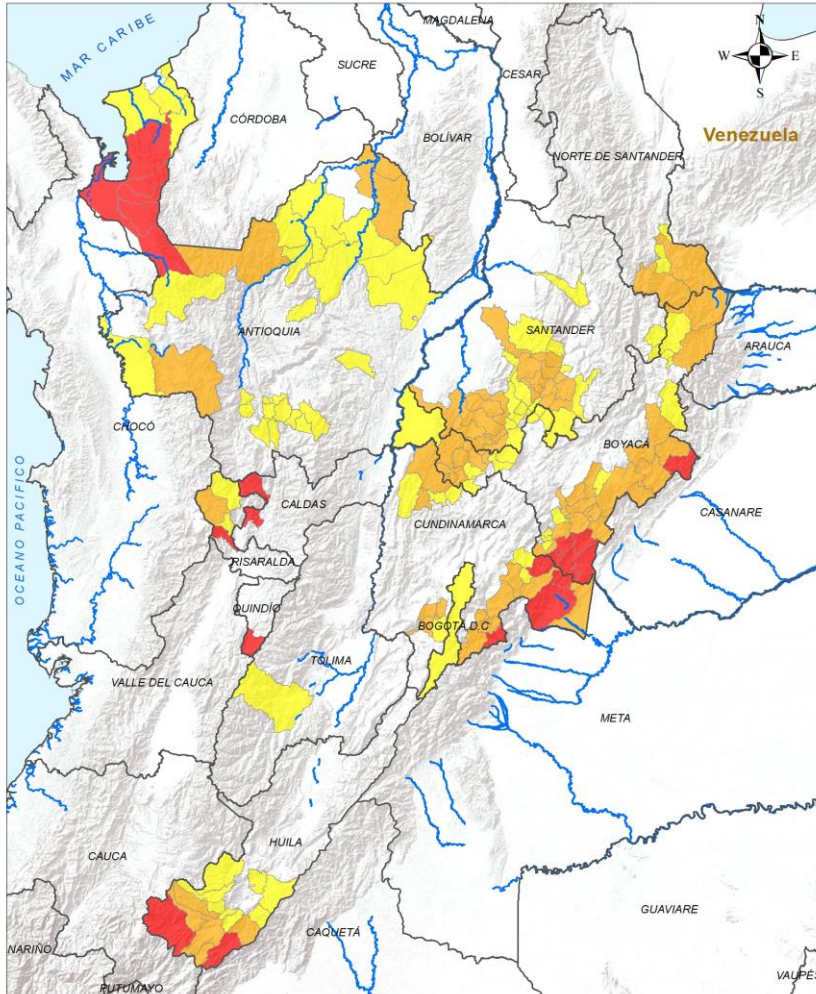 MAGDALENA
N
W E
S
MAR CARIBE
SUCRE
CESAR
CÓRDOBA
BOLÍVAR
Venezuela
NORTE DE SANTANDER
ANTIOQUIA
SANTANDER
ARAUCA
CHOCÓ
BOYACÁ
OCEANO PACIFICO
CALDAS
CASANARE
CUNDINAMARCA
RISARALDA
QUINDÍO
BOGOTÁ,D.C
TOLIMA
VALLE DEL CAUCA
META
HUILA
CAUCA
GUAVIARE
CAQUETÁ
NARIÑO
PUTUMAYO
VAUPÉS